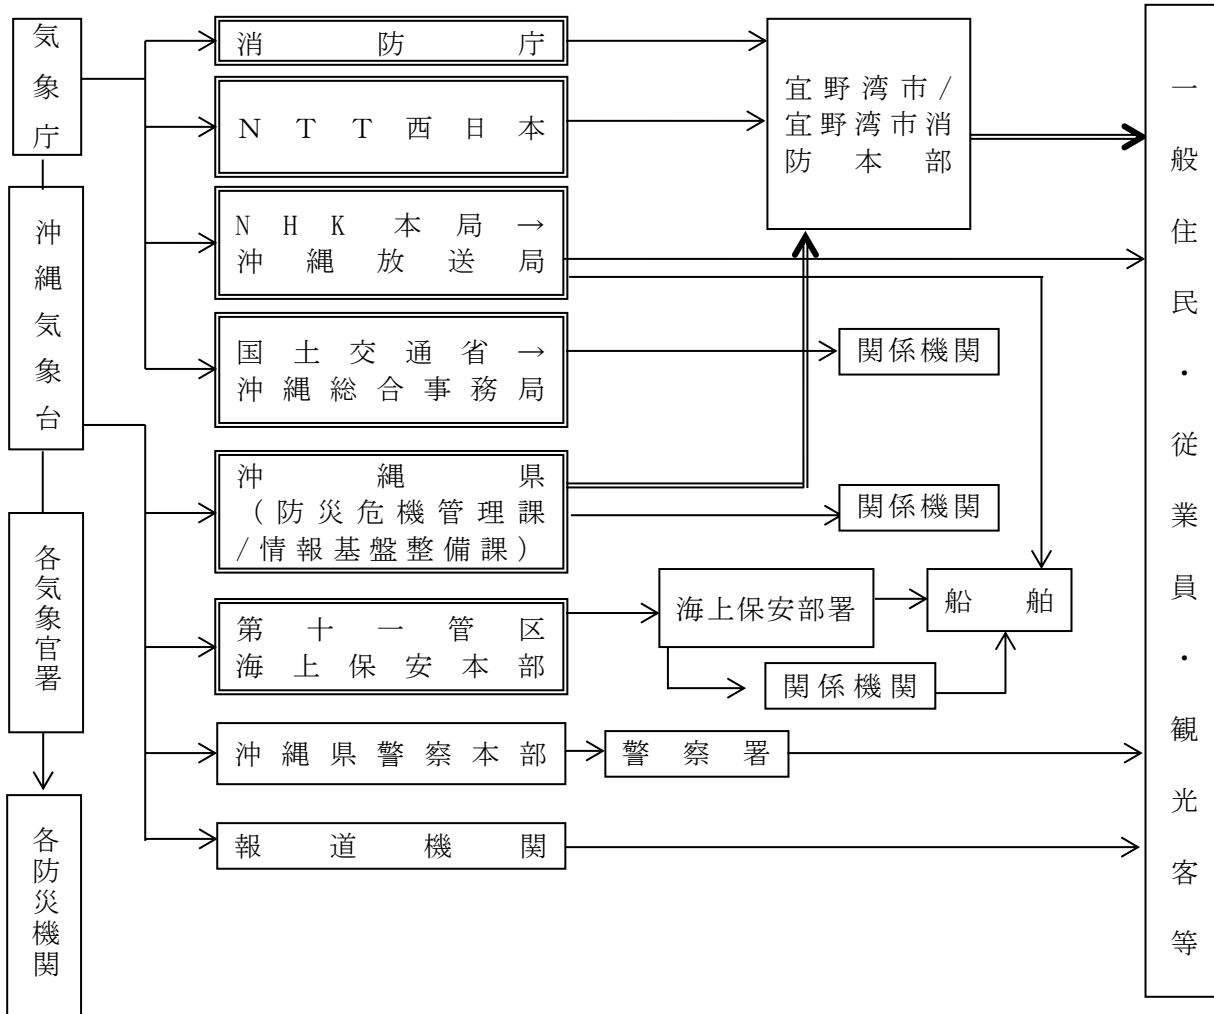 気象庁
沖縄気象台
各気象官署
各防災機関
消防庁
NTT西日本
NHK本局→
沖縄放送局
国土交通省→
沖縄総合事務局
沖縄県
(防災危機管理課
/情報基盤整備課)
第十一管区
海上保安本部
沖縄県警察本部
報道機関
宜野湾市/
宜野湾市消
防本部
関係機関
関係機関
海上保安部署
船舶
関係機関
警察署
一般住民・従業員・観光客等